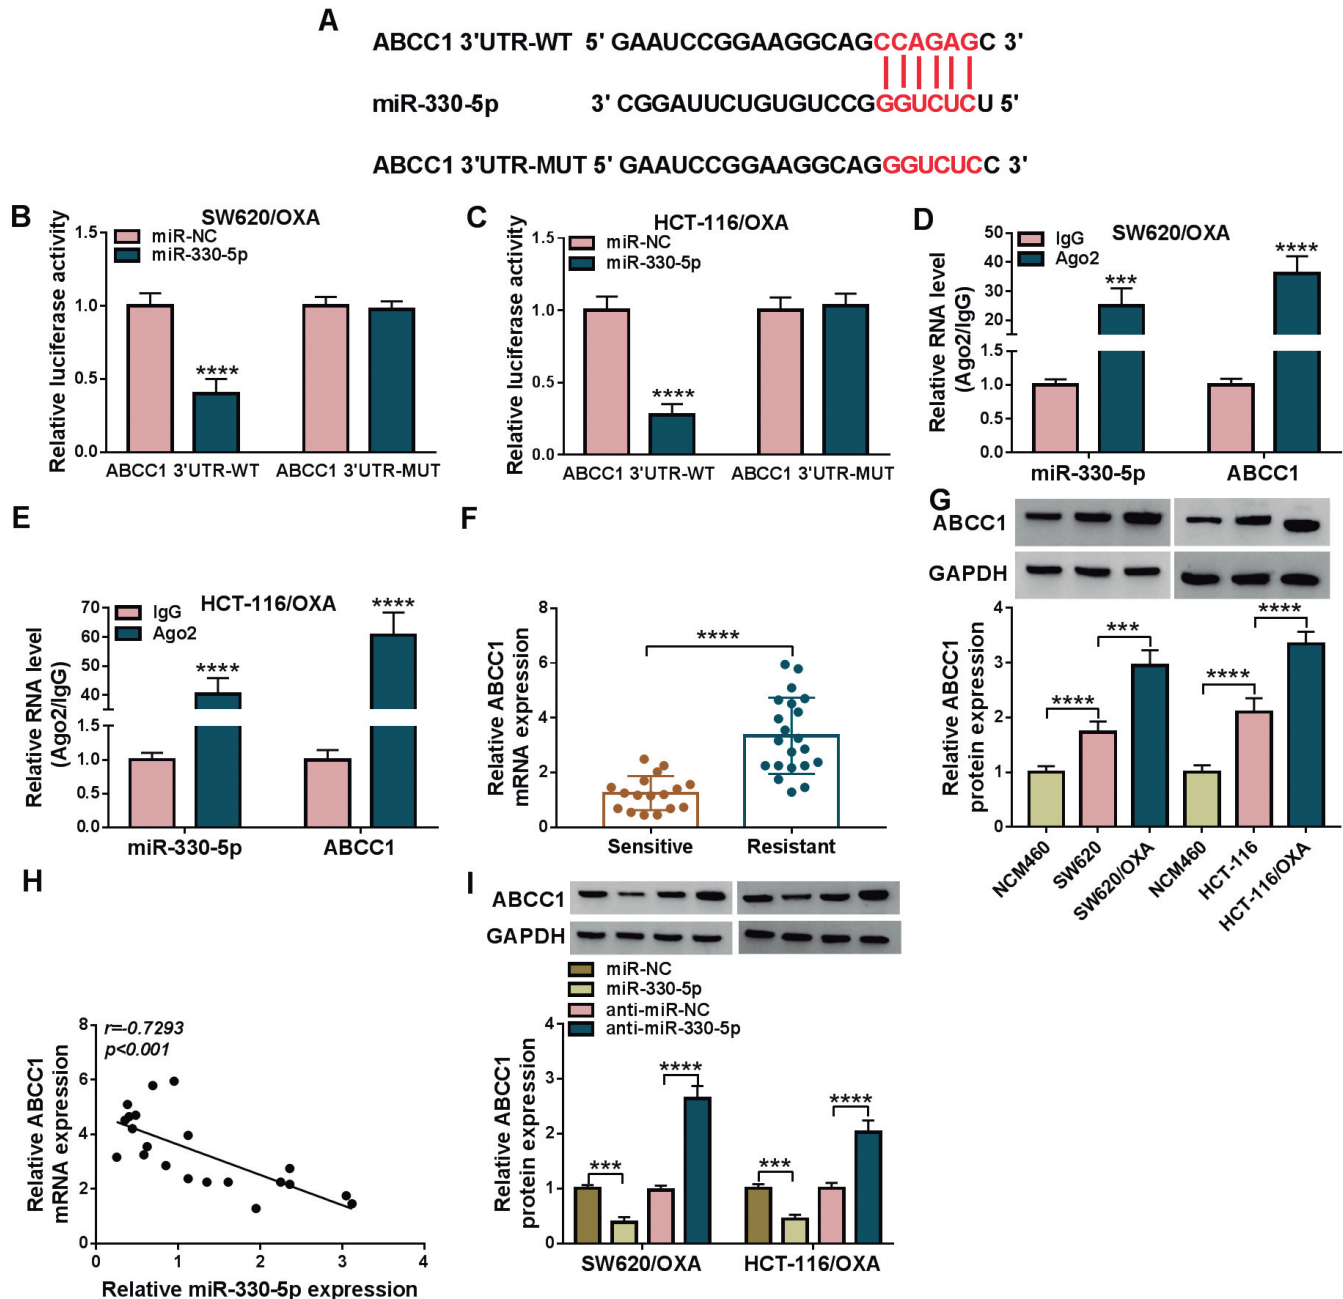 A
ABCC1 3'UTR-WT 5' GAAUCCGGAAGGCAGCCAGAGC 3'
miR-330-5p 3' CGGAUUCUGUGUCCGGGUCUCU 5'
ABCC1 3'UTR-MUT 5' GAAUCCGGAAGGCAGGGUCUCC 3'
B
SW620/OXA
miR-NC
miR-330-5p
Relative luciferase activity
1.5
1.0
0.5
0.0
****
ABCC1 3'UTR-WT
ABCC1 3'UTR-MUT
C
HCT-116/OXA
miR-NC
miR-330-5p
Relative luciferase activity
1.5
1.0
0.5
0.0
****
ABCC1 3'UTR-WT
ABCC1 3'UTR-MUT
D
SW620/OXA
IgG
Ago2
Relative RNA level
(Ago2/IgG)
50
40
30
20
1.5
1.0
0.5
0.0
***
****
miR-330-5p
ABCC1
E
HCT-116/OXA
IgG
Ago2
Relative RNA level
(Ago2/IgG)
70
60
50
40
1.5
1.0
0.5
0.0
****
****
miR-330-5p
ABCC1
F
Relative ABCC1
mRNA expression
8
6
4
2
0
****
Sensitive
Resistant
G
ABCC1
GAPDH
Relative ABCC1
protein expression
4
3
2
1
0
****
***
****
****
NCM460
SW620
SW620/OXA
NCM460
HCT-116
HCT-116/OXA
H
r=-0.7293
p<0.001
Relative ABCC1
mRNA expression
8
6
4
2
0
0
1
2
3
4
Relative miR-330-5p expression
I
ABCC1
GAPDH
miR-NC
miR-330-5p
anti-miR-NC
anti-miR-330-5p
Relative ABCC1
protein expression
4
3
2
1
0
***
****
***
****
SW620/OXA
HCT-116/OXA